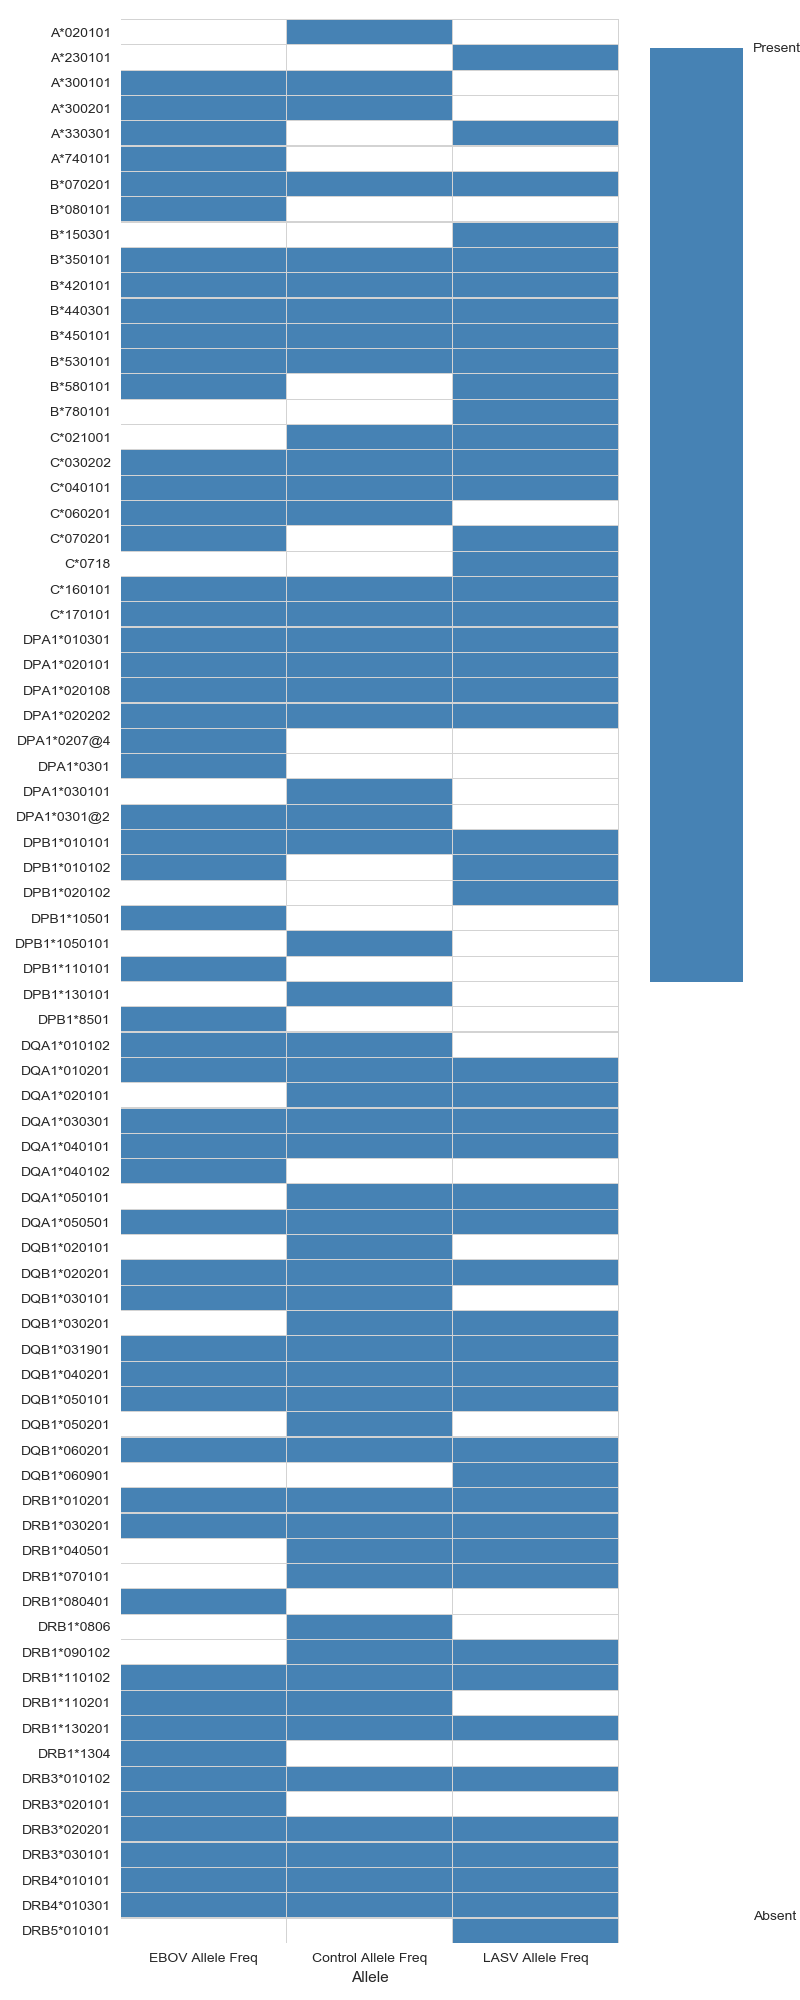 A*020101
A*230101
A*300101
A*300201
A*330301
A*740101
B*070201
B*080101
B*150301
B*350101
B*420101
B*440301
B*450101
B*530101
B*580101
B*780101
C*021001
C*030202
C*040101
C*060201
C*070201
C*0718
C*160101
C*170101
DPA1*010301
DPA1*020101
DPA1*020108
DPA1*020202
DPA1*0207@4
DPA1*0301
DPA1*030101
DPA1*0301@2
DPB1*010101
DPB1*010102
DPB1*020102
DPB1*10501
DPB1*1050101
DPB1*110101
DPB1*130101
DPB1*8501
DQA1*010102
DQA1*010201
DQA1*020101
DQA1*030301
DQA1*040101
DQA1*040102
DQA1*050101
DQA1*050501
DQB1*020101
DQB1*020201
DQB1*030101
DQB1*030201
DQB1*031901
DQB1*040201
DQB1*050101
DQB1*050201
DQB1*060201
DQB1*060901
DRB1*010201
DRB1*030201
DRB1*040501
DRB1*070101
DRB1*080401
DRB1*0806
DRB1*090102
DRB1*110102
DRB1*110201
DRB1*130201
DRB1*1304
DRB3*010102
DRB3*020101
DRB3*020201
DRB3*030101
DRB4*010101
DRB4*010301
DRB5*010101
EBOV Allele Freq Control Allele Freq LASV Allele Freq
Allele
Present
Absent